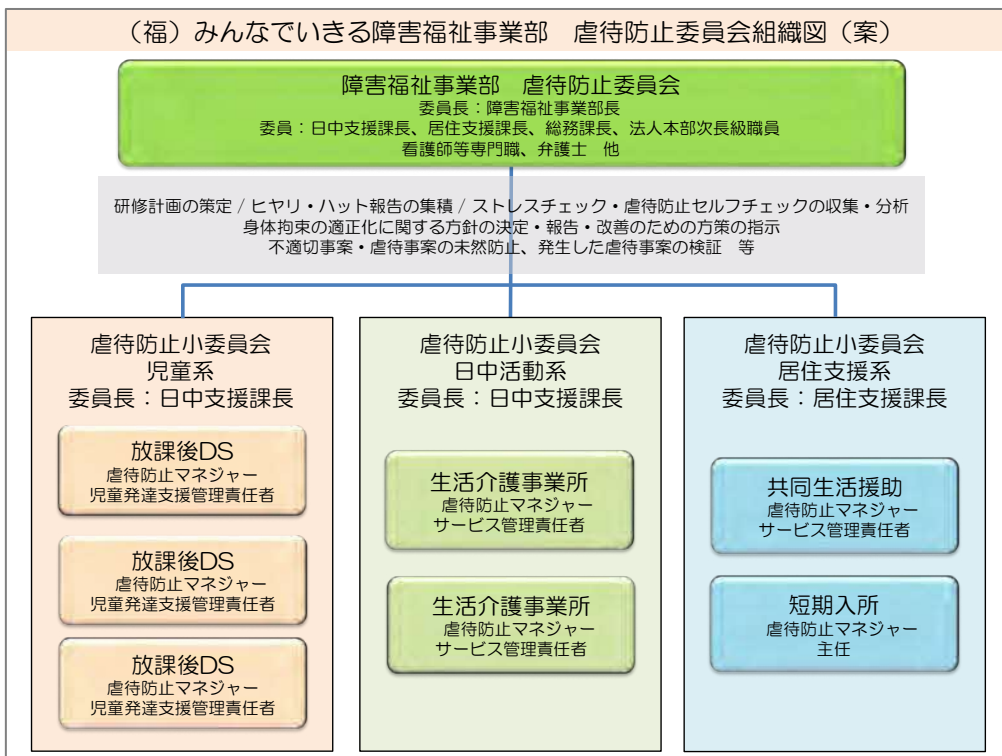 (福)みんなでいきる障害福祉事業部　虐待防止委員会組織図(案)
障害福祉事業部　虐待防止委員会
委員長:障害福祉事業部長
委員:日中支援課長、居住支援課長、総務課長、法人本部次長級職員
看護師等専門職、弁護士　他
研修計画の策定 / ヒヤリ・ハット報告の集積 / ストレスチェック・虐待防止セルフチェックの収集・分析
身体拘束の適正化に関する方針の決定・報告・改善のための方策の指示
不適切事案・虐待事案の未然防止、発生した虐待事案の検証　等
虐待防止小委員会
児童系
委員長:日中支援課長
放課後DS
虐待防止マネジャー
児童発達支援管理責任者
放課後DS
虐待防止マネジャー
児童発達支援管理責任者
放課後DS
虐待防止マネジャー
児童発達支援管理責任者
虐待防止小委員会
日中活動系
委員長:日中支援課長
生活介護事業所
虐待防止マネジャー
サービス管理責任者
生活介護事業所
虐待防止マネジャー
サービス管理責任者
虐待防止小委員会
居住支援系
委員長:居住支援課長
共同生活援助
虐待防止マネジャー
サービス管理責任者
短期入所
虐待防止マネジャー
主任